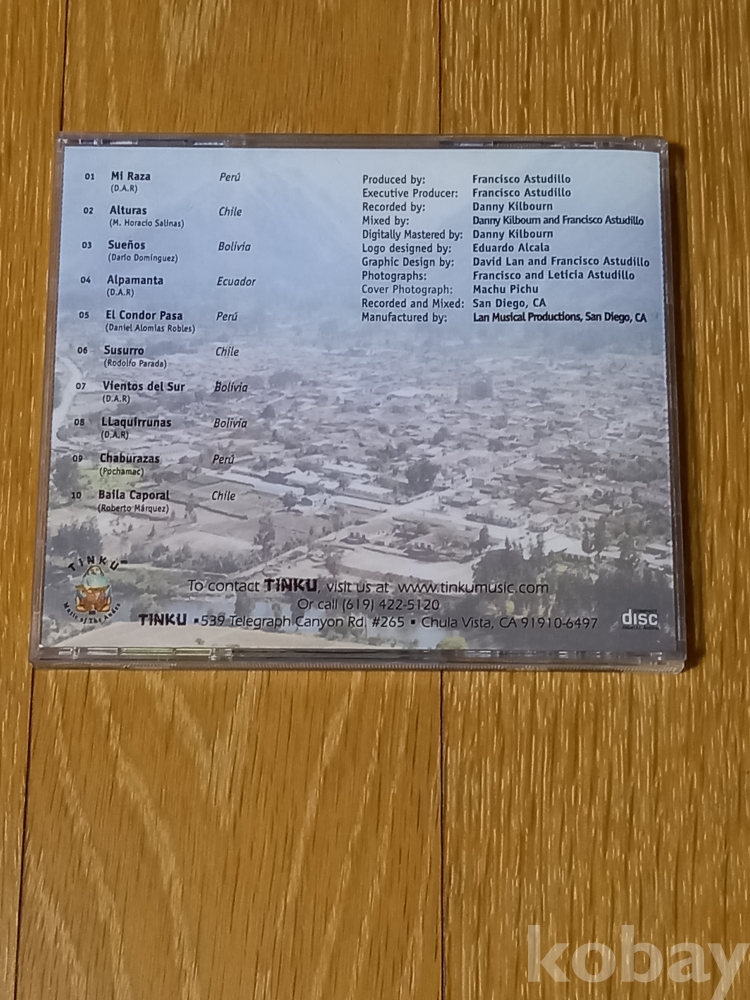 01 Mi Raza Perú
(D.A.R)
02 Alturas Chile
(M. Horacio Salinas)
03 Sueños Bolivia
(Dario Dominguez)
04 Alpamanta Ecuador
(D.A.R)
05 El Condor Pasa Perú
(Daniel Alomías Robles)
06 Susurro Chile
(Rodolfo Parada)
07 Vientos del Sur Bolivia
(D.A.R)
08 LLaquirrunas Bolivia
(D.A.R)
09 Chaburazas Perú
(Pochamac)
10 Baila Caporal Chile
(Roberto Márquez)
Produced by: Francisco Astudillo
Executive Producer: Francisco Astudillo
Recorded by: Danny Kilbourn
Mixed by: Danny Kilbourn and Francisco Astudillo
Digitally Mastered by: Danny Kilbourn
Logo designed by: Eduardo Alcala
Graphic Design by: David Lan and Francisco Astudillo
Photographs: Francisco and Leticia Astudillo
Cover Photograph: Machu Pichu
Recorded and Mixed: San Diego, CA
Manufactured by: Lan Musical Productions, San Diego, CA
TINKU
Music of The Andes
To contact TINKU, visit us at www.tinkumusic.com
Or call (619) 422-5120
TINKU ▪ 539 Telegraph Canyon Rd, #265 ▪ Chula Vista, CA 91910-6497
disc
kobay